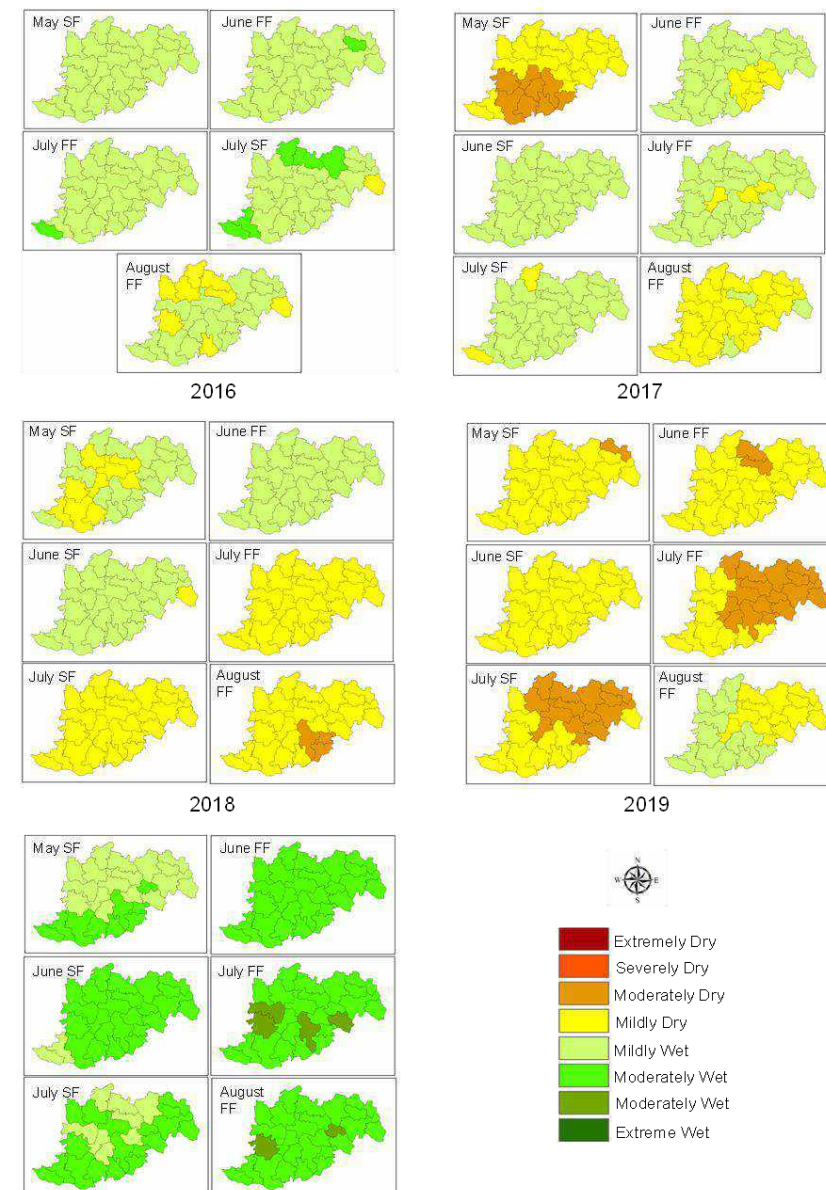 May SF
June FF
July FF
July SF
August
FF
2016
May SF
June FF
June SF
July FF
July SF
August
FF
2017
May SF
June FF
June SF
July FF
July SF
August
FF
2018
May SF
June FF
June SF
July FF
July SF
August
FF
2019
May SF
June FF
June SF
July FF
July SF
August
FF
N
W E
S
Extremely Dry
Severely Dry
Moderately Dry
Mildly Dry
Mildly Wet
Moderately Wet
Moderately Wet
Extreme Wet